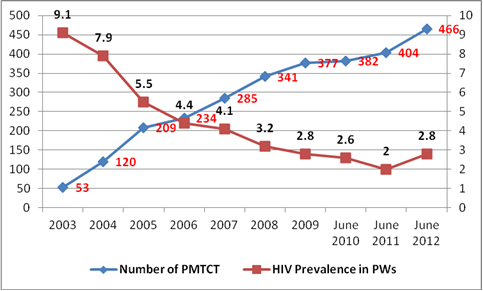 9.1
500 10
450 7.9 466 9
400 404 8
350 377 382 7
300 5.5 341 6
250 4.4 4.1 285 5
200 209 234 3.2 2.8 2.6 2.8 4
150 2 3
100 120 2
50 53 1
0 0
2003 2004 2005 2006 2007 2008 2009 June June June
2010 2011 2012
Number of PMTCT HIV Prevalence in PWs